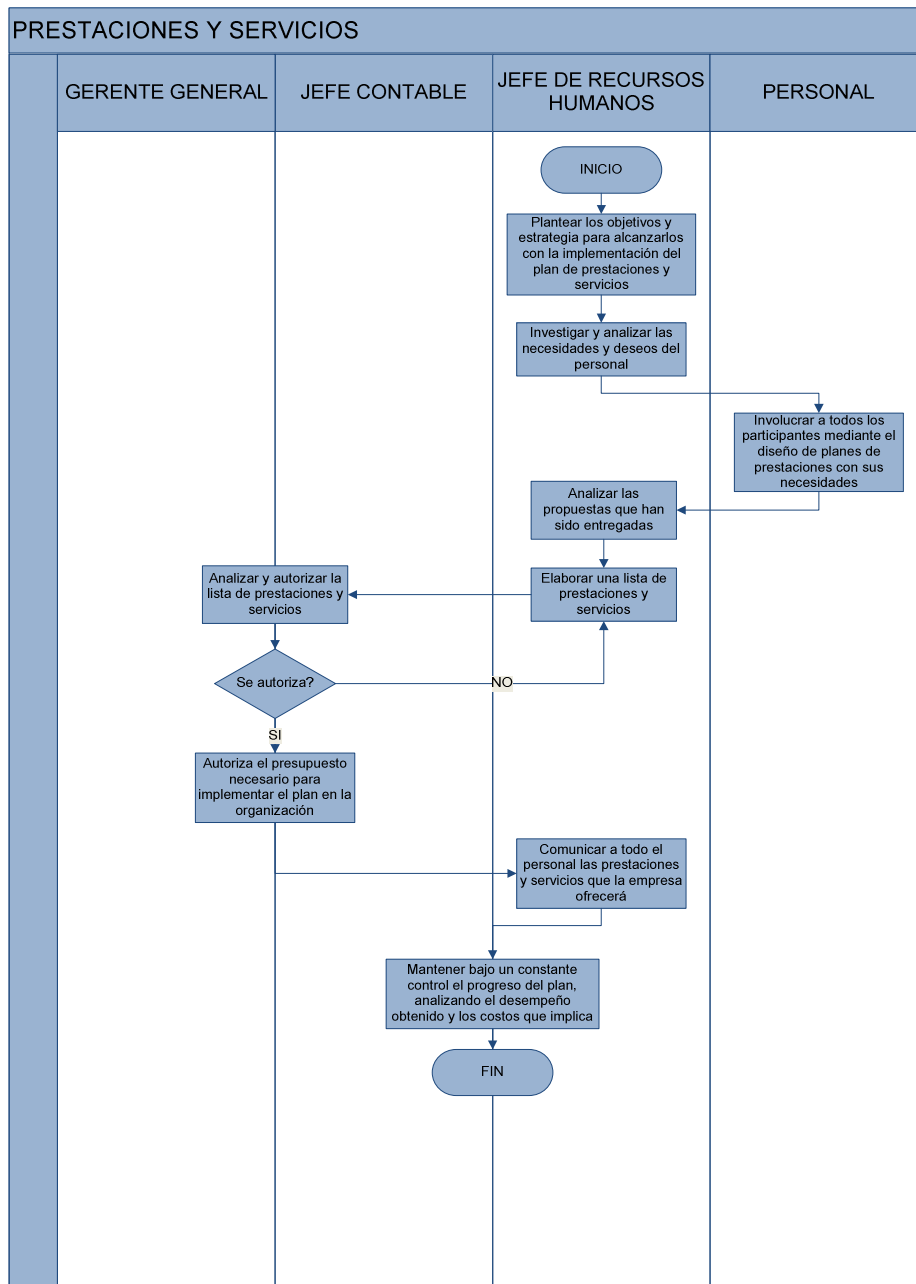 PRESTACIONES Y SERVICIOS
GERENTE GENERAL
JEFE CONTABLE
JEFE DE RECURSOS
HUMANOS
PERSONAL
INICIO
Plantear los objetivos y
estrategia para alcanzarlos
con la implementación del
plan de prestaciones y
servicios
Investigar y analizar las
necesidades y deseos del
personal
Involucrar a todos los
participantes mediante el
diseño de planes de
prestaciones con sus
necesidades
Analizar las
propuestas que han
sido entregadas
Elaborar una lista de
prestaciones y
servicios
Analizar y autorizar la
lista de prestaciones y
servicios
Se autoriza?
NO
SI
Autoriza el presupuesto
necesario para
implementar el plan en la
organización
Comunicar a todo el
personal las prestaciones
y servicios que la empresa
ofrecerá
Mantener bajo un constante
control el progreso del plan,
analizando el desempeño
obtenido y los costos que implica
FIN